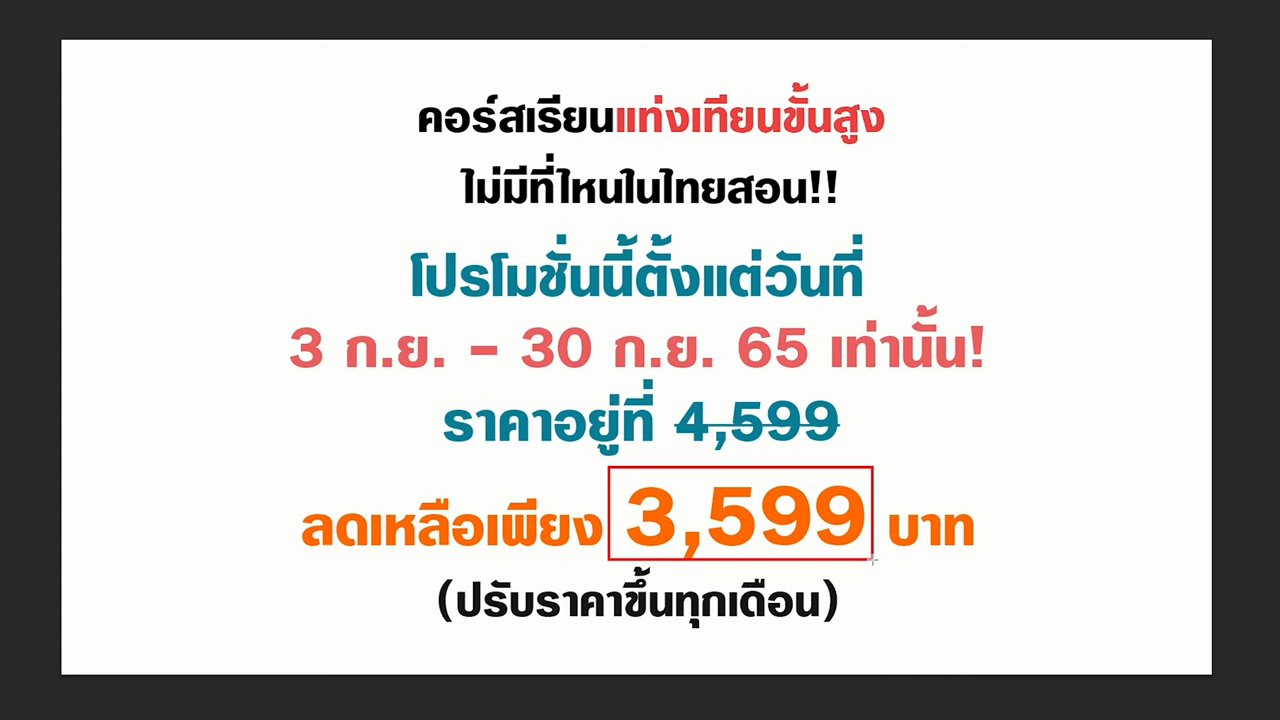 คอร์สเรียนแท่งเทียนขั้นสูง
ไม่มีที่ไหนในไทยสอน!!
โปรโมชั่นนี้ตั้งแต่วันที่
3 ก.ย. - 30 ก.ย. 65 เท่านั้น!
ราคาอยู่ที่ 4,599
ลดเหลือเพียง 3,599 บาท
(ปรับราคาขึ้นทุกเดือน)